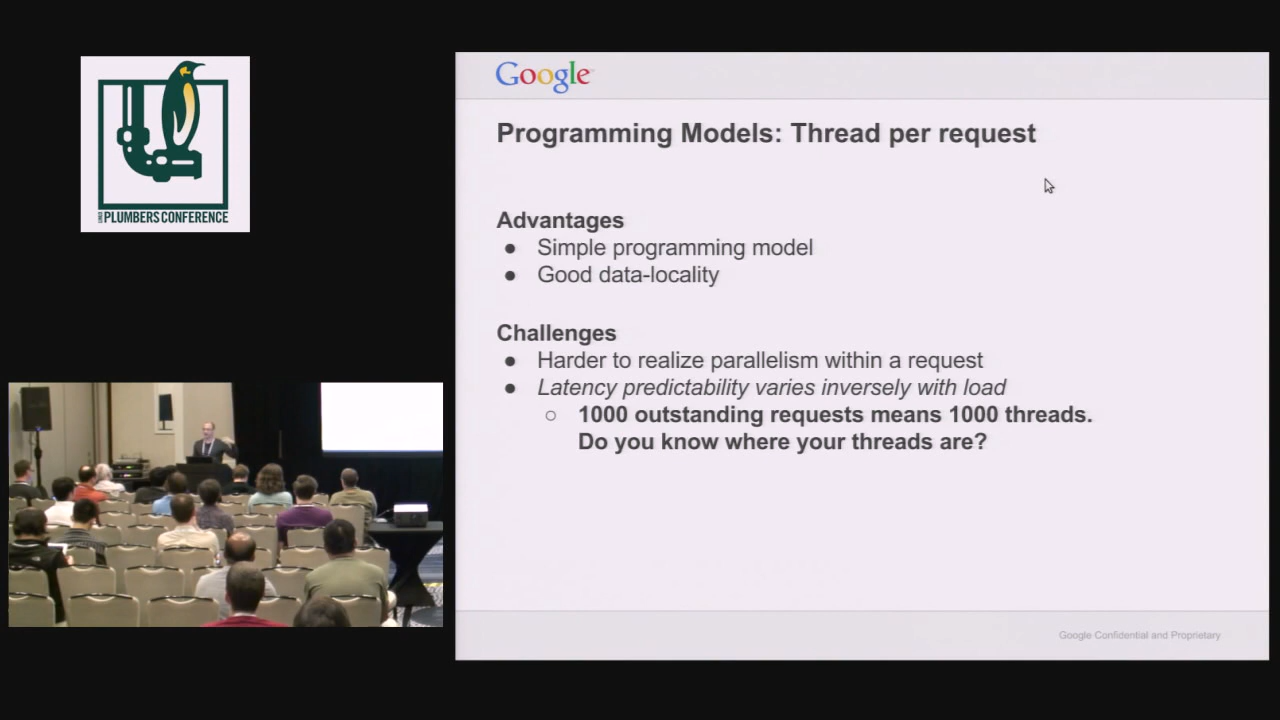 LINUX PLUMBERS CONFERENCE
Google
Programming Models: Thread per request
Advantages
● Simple programming model
● Good data-locality
Challenges
● Harder to realize parallelism within a request
● Latency predictability varies inversely with load
○ 1000 outstanding requests means 1000 threads.
Do you know where your threads are?
Google Confidential and Proprietary